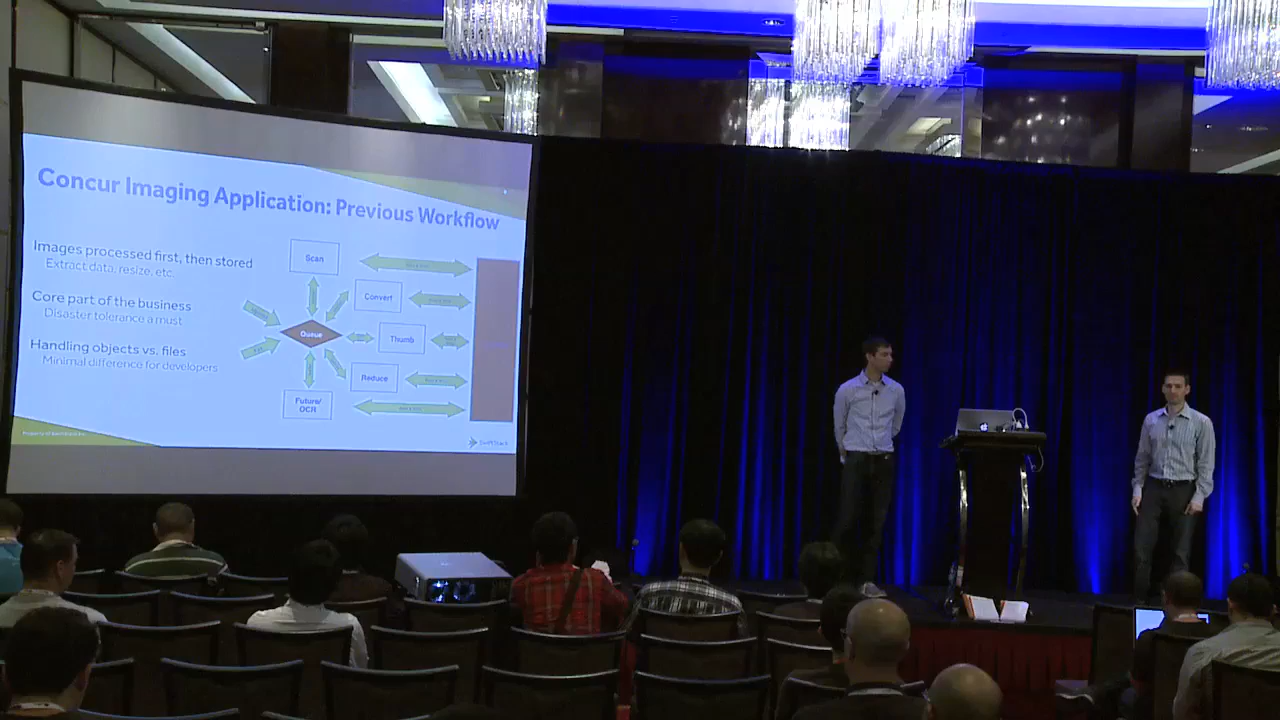 Concur Imaging Application: Previous Workflow
Images processed first, then stored
Extract data, resize, etc.
Core part of the business
Disaster tolerance a must
Handling objects vs. files
Minimal difference for developers
Scan
Convert
Queue
Thumb
Reduce
Future/
OCR
SwiftStack